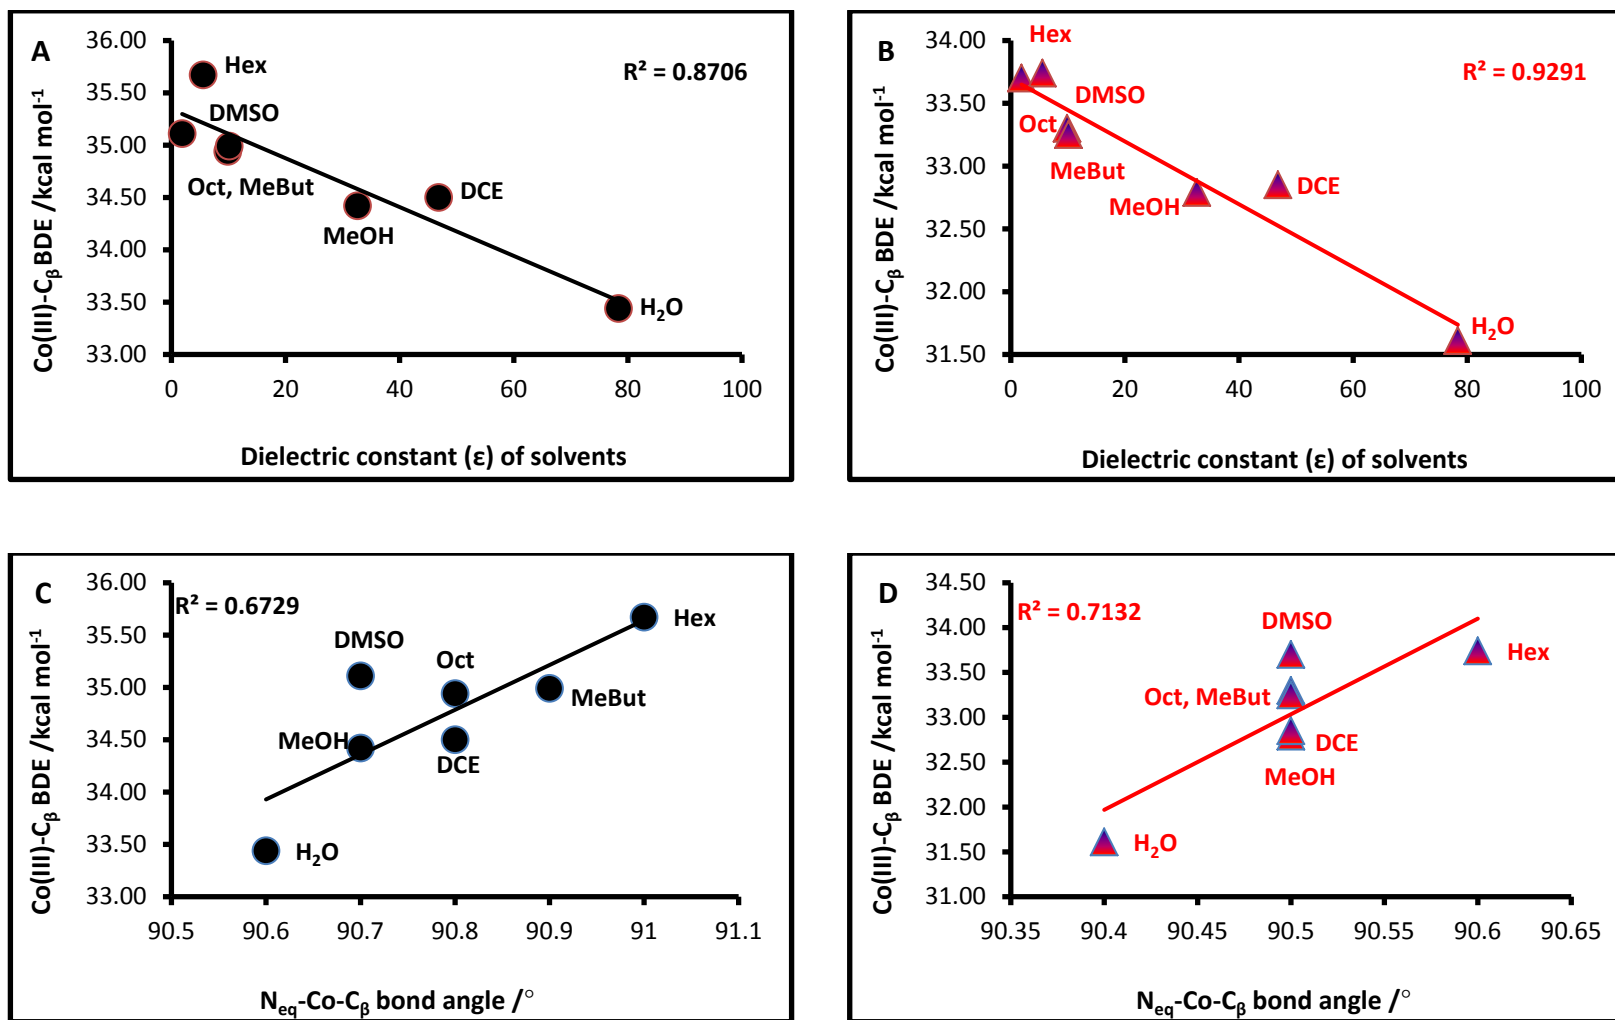 A
R² = 0.8706
Co(III)-Cβ BDE /kcal mol⁻¹
36.00
35.50
35.00
34.50
34.00
33.50
33.00
Hex
DMSO
Oct, MeBut
DCE
MeOH
H₂O
0 20 40 60 80 100
Dielectric constant (ε) of solvents
B
R² = 0.9291
Co(III)-Cβ BDE /kcal mol⁻¹
34.00
33.50
33.00
32.50
32.00
31.50
Hex
DMSO
Oct
MeBut
DCE
MeOH
H₂O
0 20 40 60 80 100
Dielectric constant (ε) of solvents
C
R² = 0.6729
Co(III)-Cβ BDE /kcal mol⁻¹
36.00
35.50
35.00
34.50
34.00
33.50
33.00
Hex
DMSO
Oct
MeBut
MeOH
DCE
H₂O
90.5 90.6 90.7 90.8 90.9 91 91.1
Neq-Co-Cβ bond angle /°
D
R² = 0.7132
Co(III)-Cβ BDE /kcal mol⁻¹
34.50
34.00
33.50
33.00
32.50
32.00
31.50
31.00
DMSO
Hex
Oct, MeBut
DCE
MeOH
H₂O
90.35 90.4 90.45 90.5 90.55 90.6 90.65
Neq-Co-Cβ bond angle /°